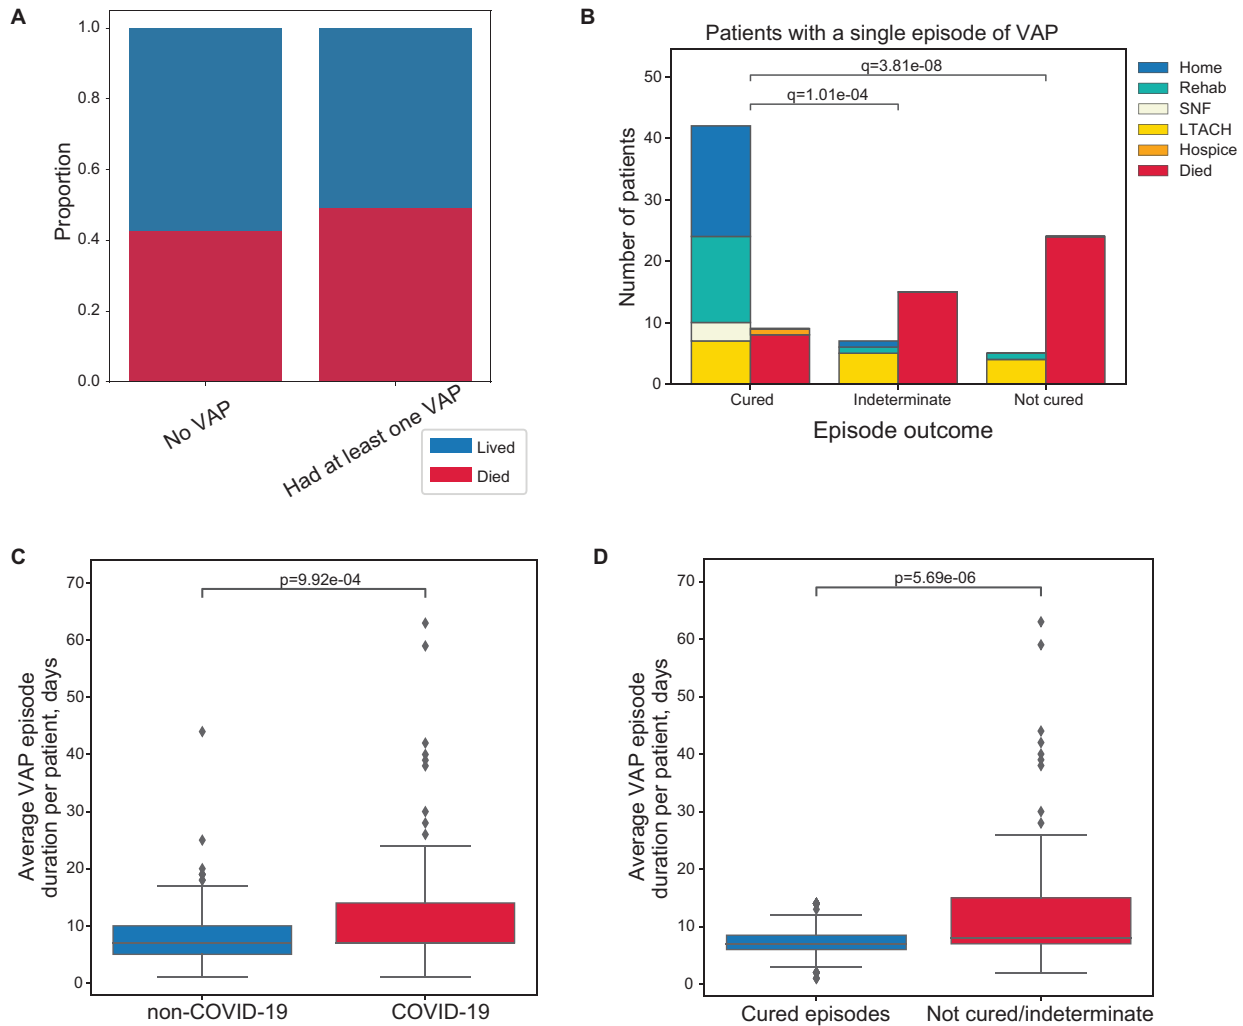 A
1.0
0.8
0.6
0.4
0.2
0.0
Proportion
No VAP
Had at least one VAP
Lived
Died
B
Patients with a single episode of VAP
q=3.81e-08
q=1.01e-04
50
40
30
20
10
0
Number of patients
Cured
Indeterminate
Not cured
Episode outcome
Home
Rehab
SNF
LTACH
Hospice
Died
C
p=9.92e-04
70
60
50
40
30
20
10
0
Average VAP episode
duration per patient, days
non-COVID-19
COVID-19
D
p=5.69e-06
70
60
50
40
30
20
10
0
Average VAP episode
duration per patient, days
Cured episodes
Not cured/indeterminate